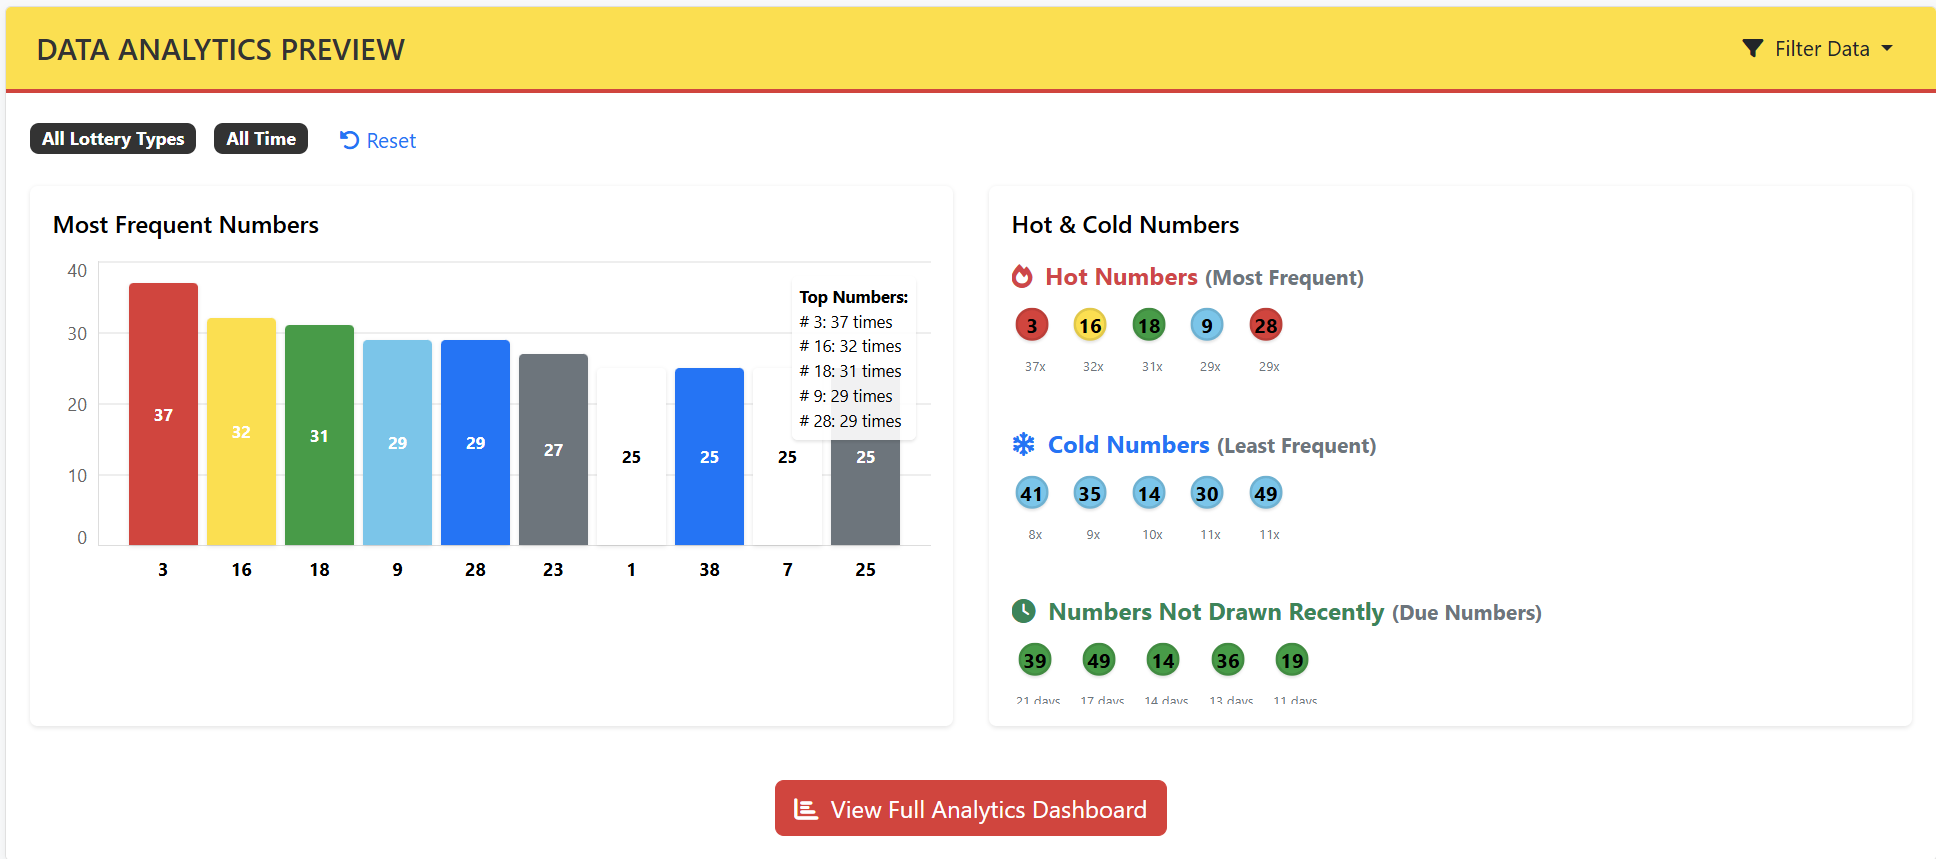 DATA ANALYTICS PREVIEW
Filter Data
All Lottery Types
All Time
Reset
Most Frequent Numbers
40
30
20
10
0
37
32
31
29
29
27
25
25
25
25
3
16
18
9
28
23
1
38
7
25
Top Numbers:
# 3: 37 times
# 16: 32 times
# 18: 31 times
# 9: 29 times
# 28: 29 times
Hot & Cold Numbers
Hot Numbers (Most Frequent)
3 16 18 9 28
37x 32x 31x 29x 29x
Cold Numbers (Least Frequent)
41 35 14 30 49
8x 9x 10x 11x 11x
Numbers Not Drawn Recently (Due Numbers)
39 49 14 36 19
21 days 17 days 14 days 13 days 11 days
View Full Analytics Dashboard